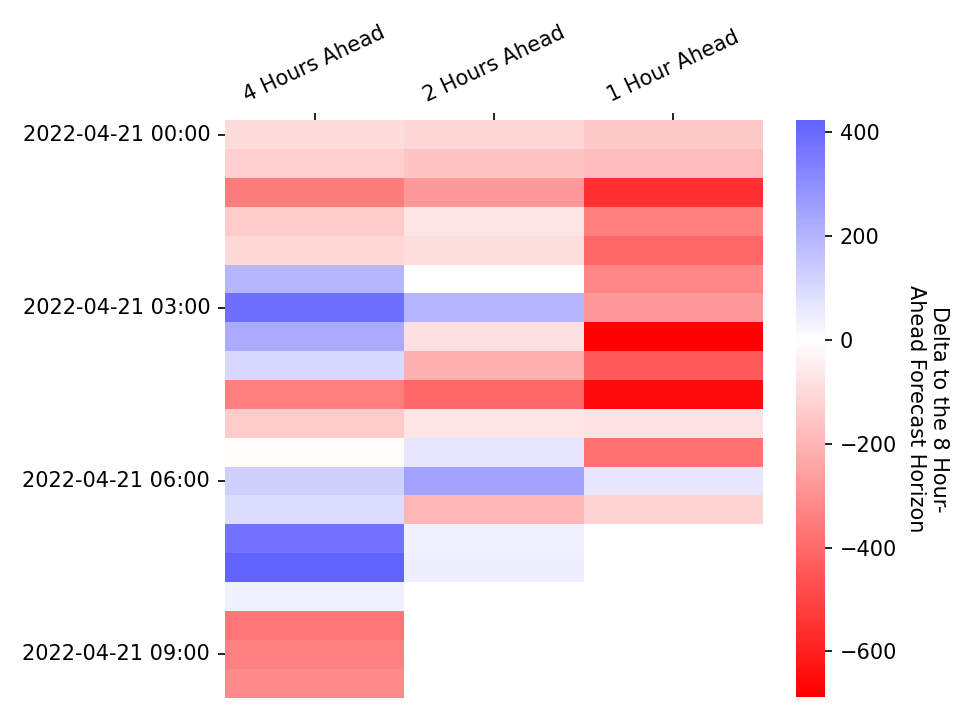 4 Hours Ahead
2 Hours Ahead
1 Hour Ahead
2022-04-21 00:00
2022-04-21 03:00
2022-04-21 06:00
2022-04-21 09:00
400
200
0
−200
−400
−600
Delta to the 8 Hour-
Ahead Forecast Horizon